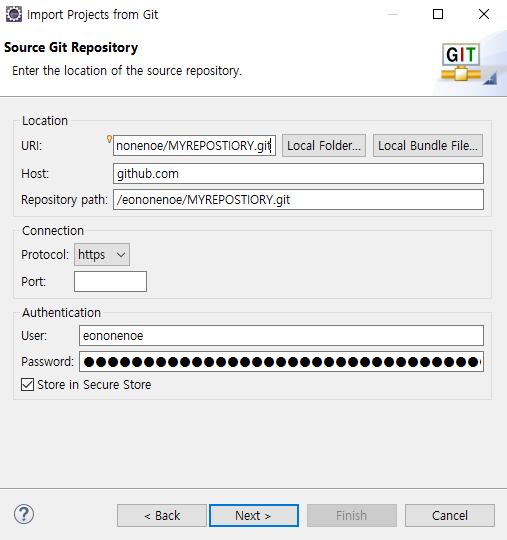 Import Projects from Git
Source Git Repository
Enter the location of the source repository.
GIT
Location
URI: nonenoe/MYREPOSTIORY.git Local Folder... Local Bundle File...
Host: github.com
Repository path: /eononenoe/MYREPOSTIORY.git
Connection
Protocol: https
Port:
Authentication
User: eononenoe
Password: ●●●●●●●●●●●●●●●●●●●●●●●●●●●●●●●●●
Store in Secure Store
? < Back Next > Finish Cancel